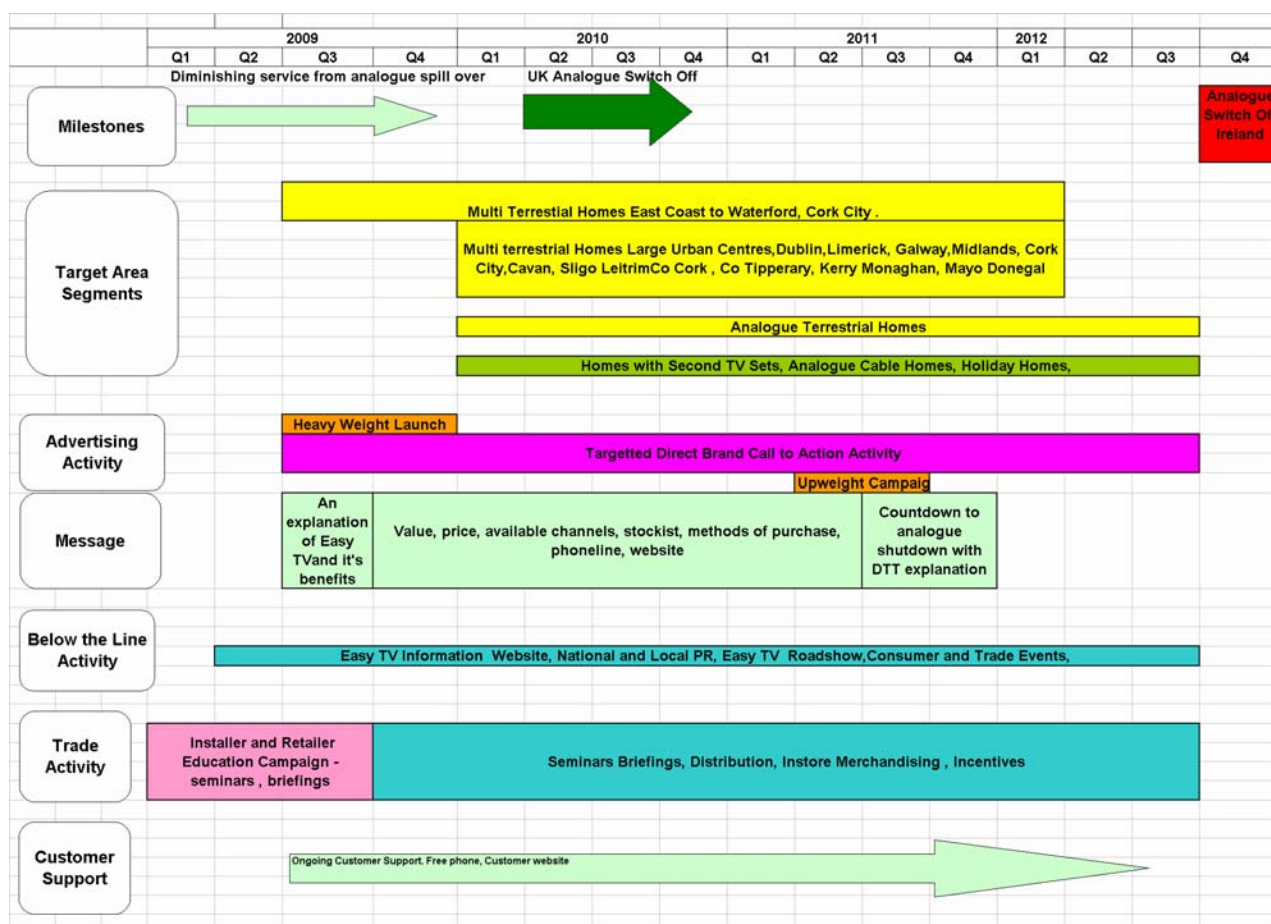 2009 2010 2011 2012
Q1 Q2 Q3 Q4 Q1 Q2 Q3 Q4 Q1 Q2 Q3 Q4 Q1 Q2 Q3 Q4
Diminishing service from analogue spill over
UK Analogue Switch Off
Milestones
Analogue
Switch Of
Ireland
Target Area
Segments
Multi Terrestial Homes East Coast to Waterford, Cork City .
Multi terrestrial Homes Large Urban Centres,Dublin,Limerick, Galway,Midlands, Cork
City,Cavan, Sligo LeitrimCo Cork , Co Tipperary, Kerry Monaghan, Mayo Donegal
Analogue Terrestrial Homes
Homes with Second TV Sets, Analogue Cable Homes, Holiday Homes,
Advertising
Activity
Heavy Weight Launch
Targetted Direct Brand Call to Action Activity
Upweight Campaig
Message
An
explanation
of Easy
TVand it's
benefits
Value, price, available channels, stockist, methods of purchase,
phoneline, website
Countdown to
analogue
shutdown with
DTT explanation
Below the Line
Activity
Easy TV Information Website, National and Local PR, Easy TV Roadshow,Consumer and Trade Events,
Trade
Activity
Installer and Retailer
Education Campaign -
seminars , briefings
Seminars Briefings, Distribution, Instore Merchandising , Incentives
Customer
Support
Ongoing Customer Support. Free phone, Customer website